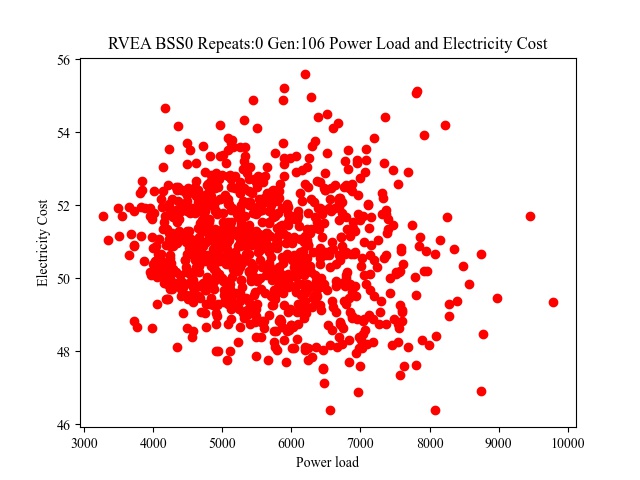 RVEA BSS0 Repeats:0 Gen:106 Power Load and Electricity Cost
56
54
52
50
48
46
Electricity Cost
3000 4000 5000 6000 7000 8000 9000 10000
Power load